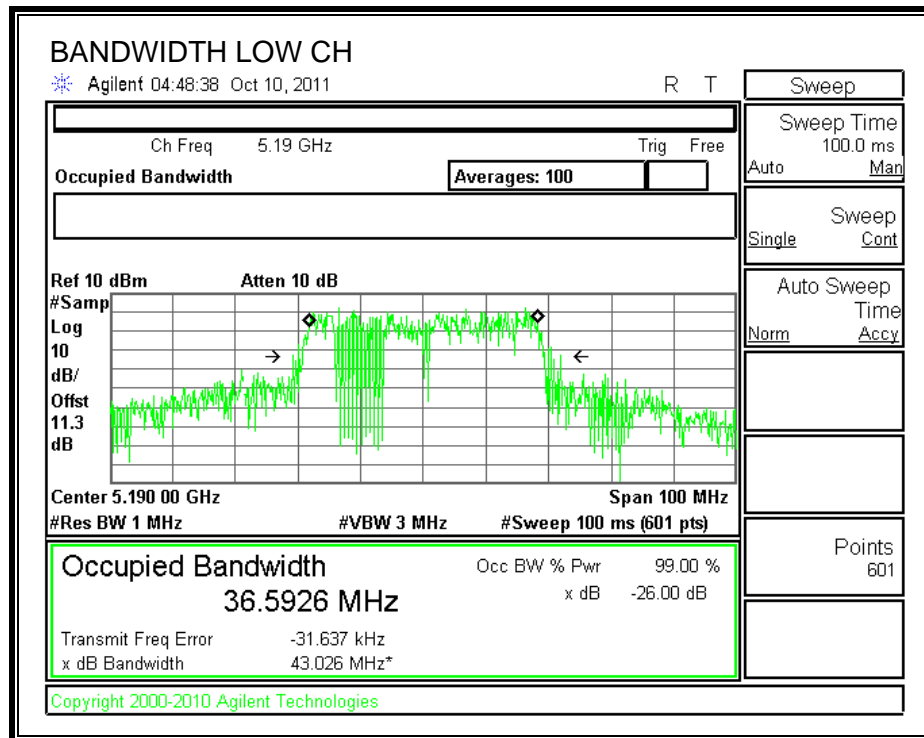 BANDWIDTH LOW CH
Agilent 04:48:38 Oct 10, 2011 R T
Ch Freq 5.19 GHz Trig Free
Occupied Bandwidth Averages: 100
Ref 10 dBm Atten 10 dB
#Samp
Log
10
dB/
Offst
11.3
dB
Center 5.190 00 GHz Span 100 MHz
#Res BW 1 MHz #VBW 3 MHz #Sweep 100 ms (601 pts)
Occupied Bandwidth Occ BW % Pwr 99.00 %
36.5926 MHz x dB -26.00 dB
Transmit Freq Error -31.637 kHz
x dB Bandwidth 43.026 MHz*
Copyright 2000-2010 Agilent Technologies
Sweep
Sweep Time
100.0 ms
Auto Man
Sweep
Single Cont
Auto Sweep
Time
Norm Accy
Points
601